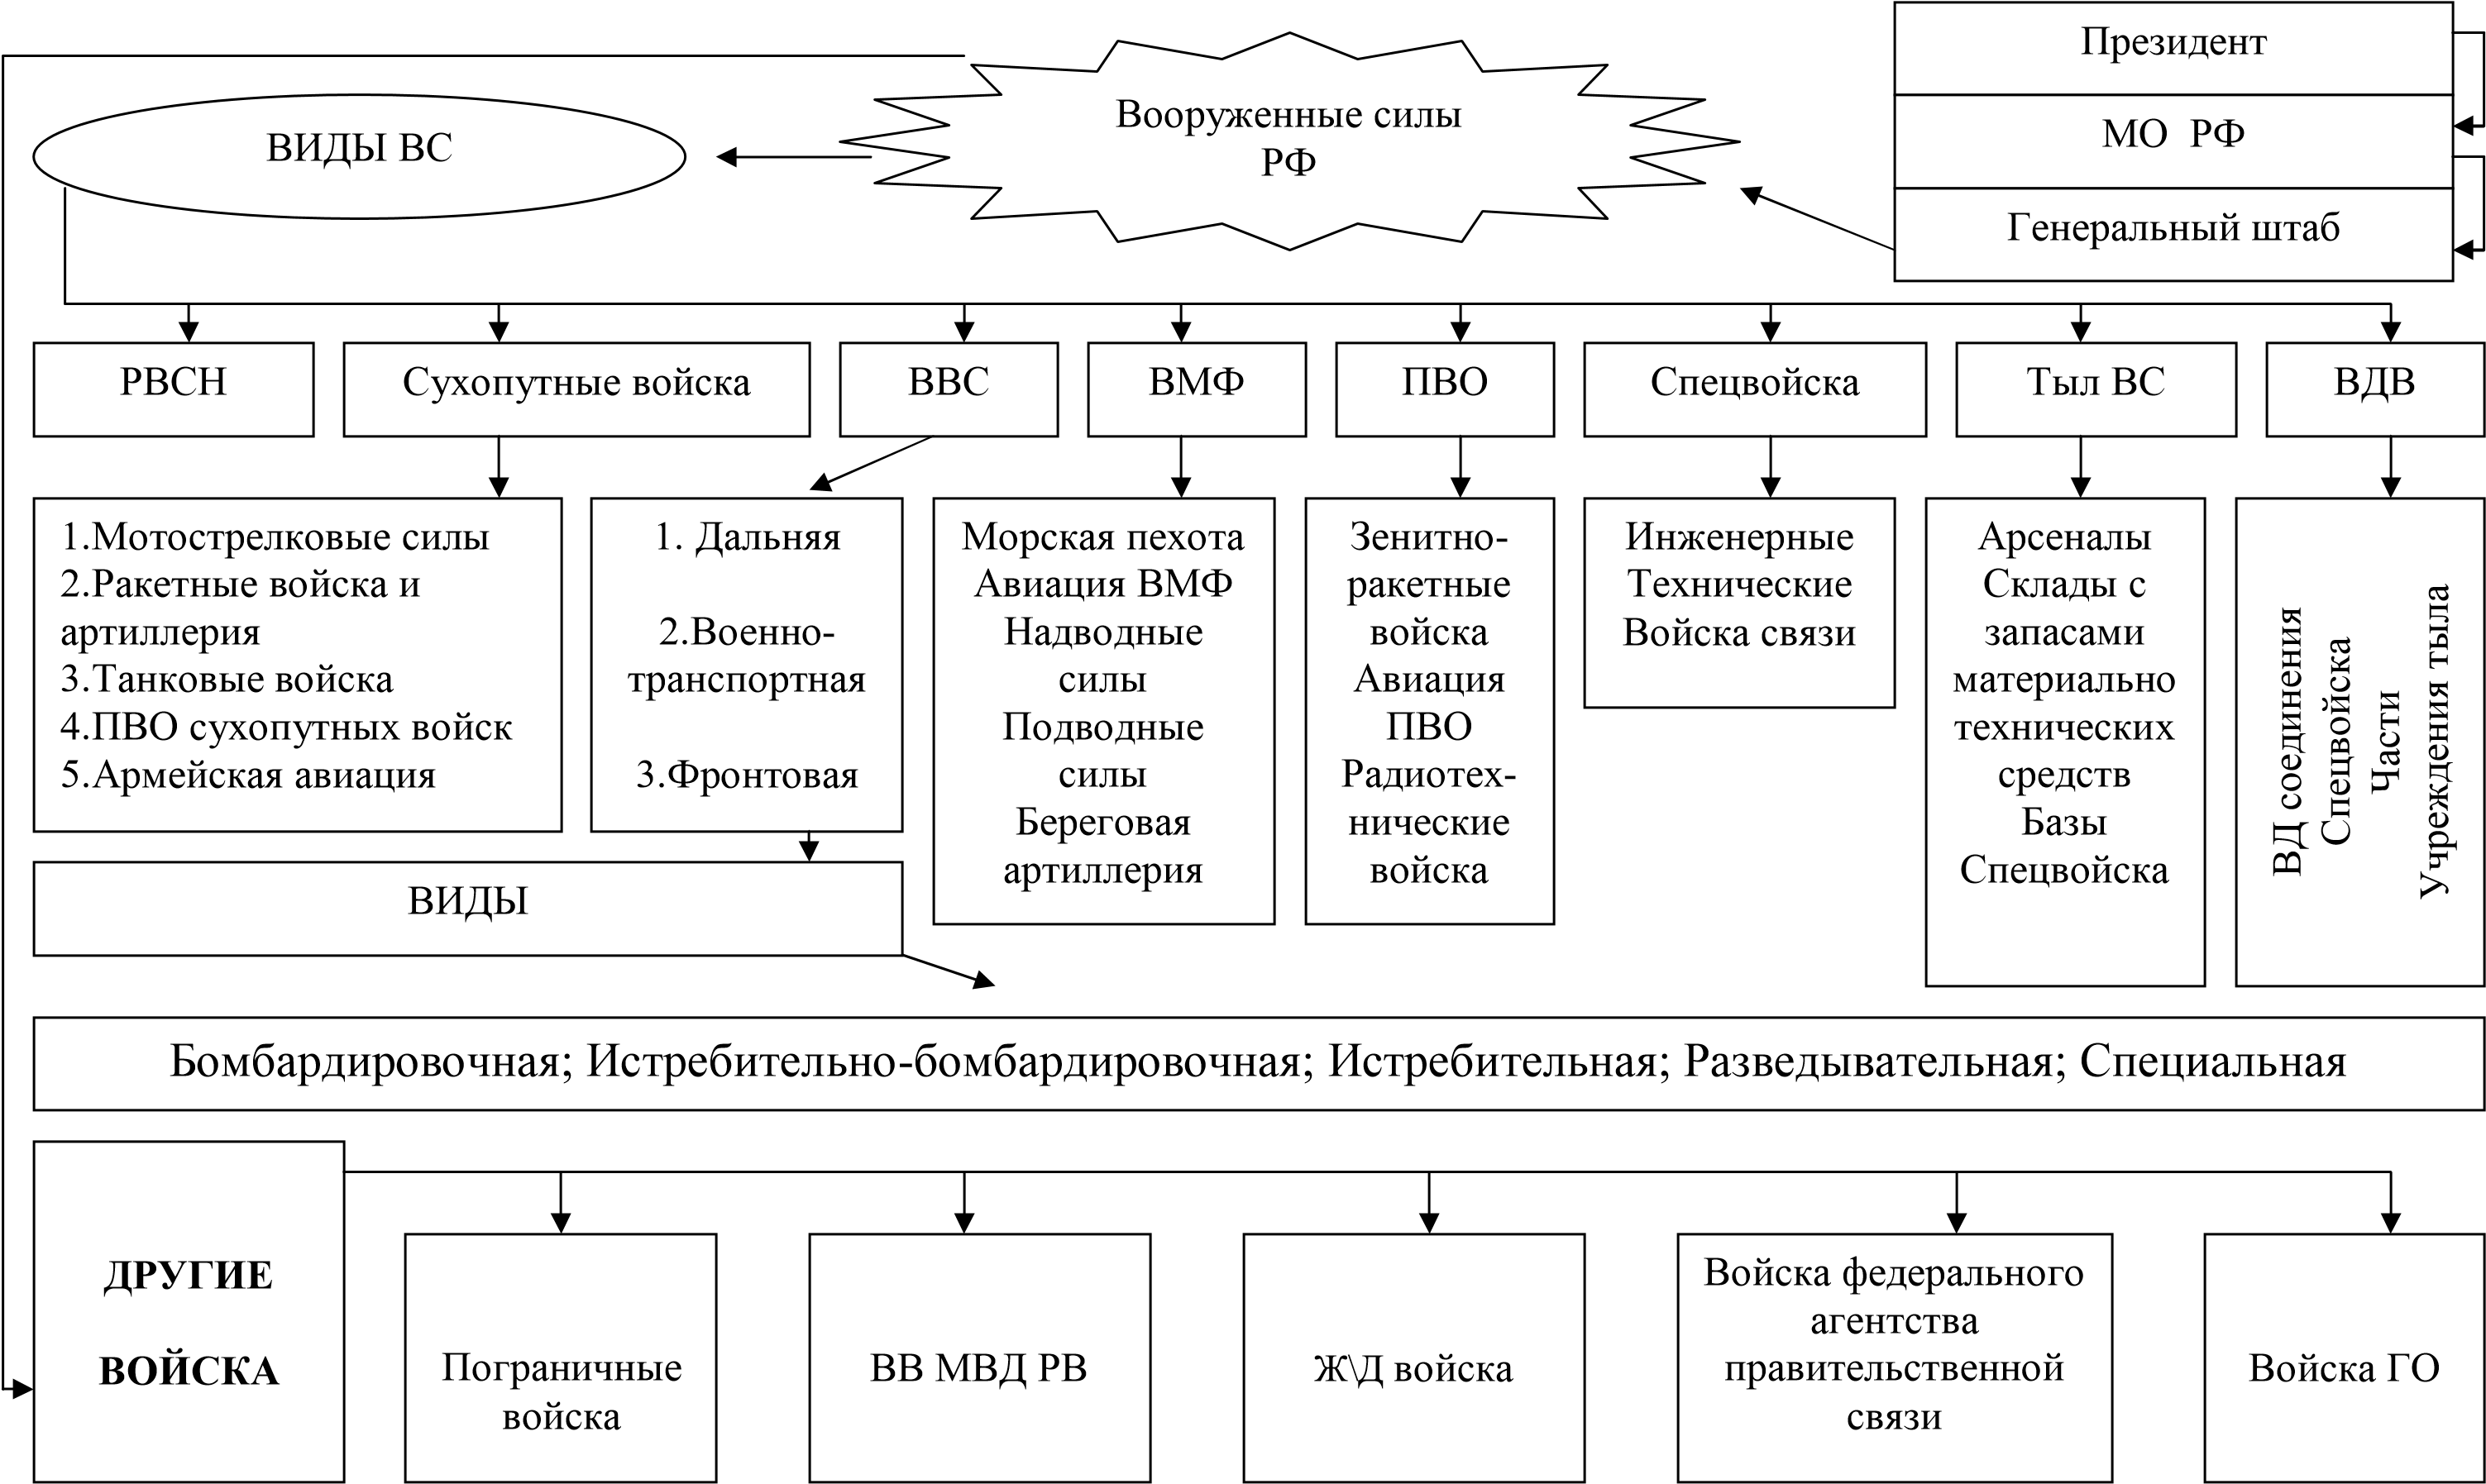 Президент
Вооруженные силы
РФ
МО РФ
ВИДЫ ВС
Генеральный штаб
РВСН
Сухопутные войска
ВВС
ВМФ
ПВО
Спецвойска
Тыл ВС
ВДВ
1.Мотострелковые силы
2.Ракетные войска и
артиллерия
3.Танковые войска
4.ПВО сухопутных войск
5.Армейская авиация
1. Дальняя
2.Военно-
транспортная
3.Фронтовая
Морская пехота
Авиация ВМФ
Надводные
силы
Подводные
силы
Береговая
артиллерия
Зенитно-
ракетные
войска
Авиация
ПВО
Радиотех-
нические
войска
Инженерные
Технические
Войска связи
Арсеналы
Склады с
запасами
материально
технических
средств
Базы
Спецвойска
ВД соединения
Спецвойска
Части
Учреждения тыла
ВИДЫ
Бомбардировочная; Истребительно-бомбардировочная; Истребительная; Разведывательная; Специальная
ДРУГИЕ
ВОЙСКА
Пограничные
войска
ВВ МВД РВ
Ж\Д войска
Войска федерального
агентства
правительственной
связи
Войска ГО